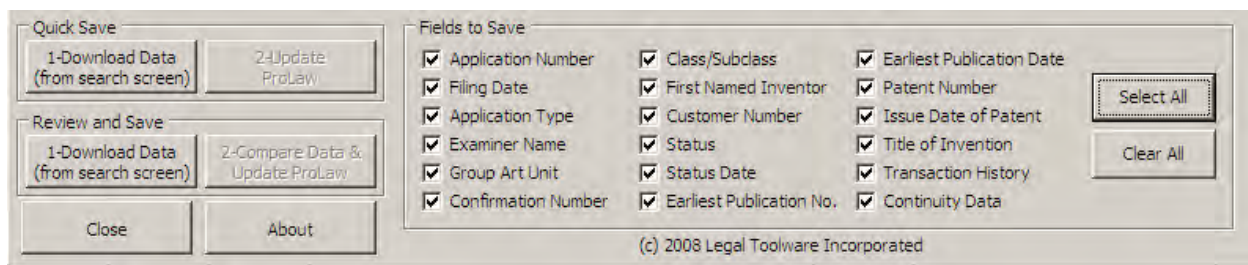 Quick Save
1-Download Data
(from search screen)
2-Update
ProLaw
Review and Save
1-Download Data
(from search screen)
2-Compare Data &
Update ProLaw
Close
About
Fields to Save
Application Number
Filing Date
Application Type
Examiner Name
Group Art Unit
Confirmation Number
Class/Subclass
First Named Inventor
Customer Number
Status
Status Date
Earliest Publication No.
Earliest Publication Date
Patent Number
Issue Date of Patent
Title of Invention
Transaction History
Continuity Data
Select All
Clear All
(c) 2008 Legal Toolware Incorporated